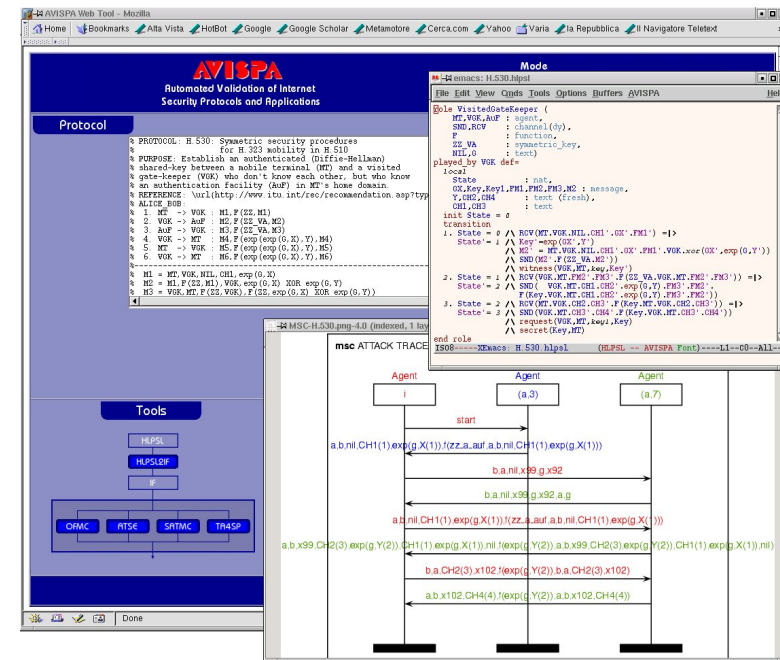 AVISPA Web Tool - Mozilla
Home Bookmarks Alta Vista HotBot Google Google Scholar Metamotore Cerca.com Yahoo Varia la Repubblica Il Navigatore Teletext
AVISPA
Automated Validation of Internet
Security Protocols and Applications
Mode
Protocol
% PROTOCOL: H.530: Symmetric security procedures
% for H.323 mobility in H.510
% PURPOSE: Establish an authenticated (Diffie-Hellman)
% shared-key between a mobile terminal (MT) and a visited
% gate-keeper (VGK) who don't know each other, but who know
% an authentication facility (AuF) in MT's home domain.
% REFERENCE: \url{http://www.itu.int/rec/recommendation.asp?typ
% ALICE_BOB:
% 1. MT -> VGK : M1,F(ZZ,M1)
% 2. VGK -> AuF : M2,F(ZZ_VA,M2)
% 3. AuF -> VGK : M3,F(ZZ_VA,M3)
% 4. VGK -> MT : M4,F(exp(exp(G,X),Y),M4)
% 5. MT -> VGK : M5,F(exp(exp(G,X),Y),M5)
% 6. VGK -> MT : M6,F(exp(exp(G,X),Y),M6)
%
% M1 = MT,VGK,NIL,CH1,exp(G,X)
% M2 = M1,F(ZZ,M1),VGK,exp(G,X) XOR exp(G,Y)
% M3 = VGK,MT,F(ZZ,VGK),F(ZZ,exp(G,X) XOR exp(G,Y))
Tools
HLPSL
HLPSL2IF
IF
OFMC ATSE SATMC TA4SP
Done
emacs: H.530.hlpsl
File Edit View Cmds Tools Options Buffers AVISPA Hel
role VisitedGateKeeper (
MT,VGK,AuF : agent,
SND,RCV : channel(dy),
F : function,
ZZ_VA : symmetric_key,
NIL,G : text)
played_by VGK def=
local
State : nat,
GX,Key,Key1,FM1,FM2,FM3,M2 : message,
Y,CH2,CH4 : text (fresh),
CH1,CH3 : text
init State = 0
transition
1. State = 0 /\ RCV(MT.VGK.NIL.CH1'.GX'.FM1') =|>
State'= 1 /\ Key'=exp(GX',Y')
/\ M2' = MT.VGK.NIL.CH1'.GX'.FM1'.VGK.xor(GX',exp(G,Y'))
/\ SND(M2'.F(ZZ_VA.M2'))
/\ witness(VGK,MT,key,Key')
2. State = 1 /\ RCV(VGK.MT.FM2'.FM3'.F(ZZ_VA.VGK.MT.FM2'.FM3')) =|>
State'= 2 /\ SND( VGK.MT.CH1.CH2'.exp(G,Y).FM3'.FM2'.
F(Key.VGK.MT.CH1.CH2'.exp(G,Y).FM3'.FM2'))
3. State = 2 /\ RCV(MT.VGK.CH2.CH3'.F(Key.MT.VGK.CH2.CH3')) =|>
State'= 3 /\ SND(VGK.MT.CH3'.CH4'.F(Key.VGK.MT.CH3'.CH4'))
/\ request(VGK,MT,key1,Key)
/\ secret(Key,MT)
end role
ISO8-----XEmacs: H.530.hlpsl (HLPSL -- AVISPA Font)----L1--C0--All--
MSC-H.530.png-4.0 (indexed, 1 lay
msc ATTACK TRACE
Agent Agent Agent
i (a,3) (a,7)
start
a,b,nil,CH1(1),exp(g,X(1)),f(zz_a_auf,a,b,nil,CH1(1),exp(g,X(1)))
b,a,nil,x99,g,x92
b,a,nil,x99,g,x92,a,g
a,b,nil,CH1(1),exp(g,X(1)),f(zz_a_auf,a,b,nil,CH1(1),exp(g,X(1)))
a,b,x99,CH2(3),exp(g,Y(2)),CH1(1),exp(g,X(1)),nil,f(exp(g,Y(2)),a,b,x99,CH2(3),exp(g,Y(2)),CH1(1),exp(g,X(1)),nil)
b,a,CH2(3),x102,f(exp(g,Y(2)),b,a,CH2(3),x102)
a,b,x102,CH4(4),f(exp(g,Y(2)),a,b,x102,CH4(4))